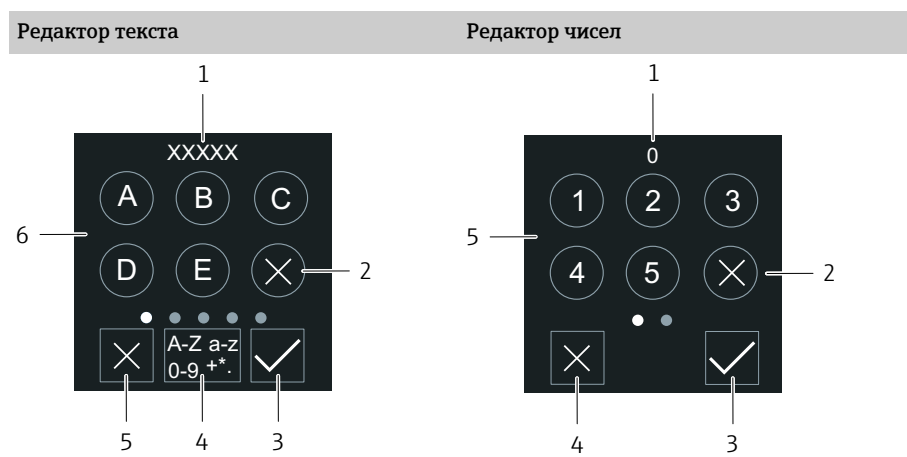 Редактор текста Редактор чисел
1 1
XXXXX 0
A B C 1 2 3
6 5
D E 2 4 5 2
A-Z a-z
0-9 +*.
5 4 3 4 3